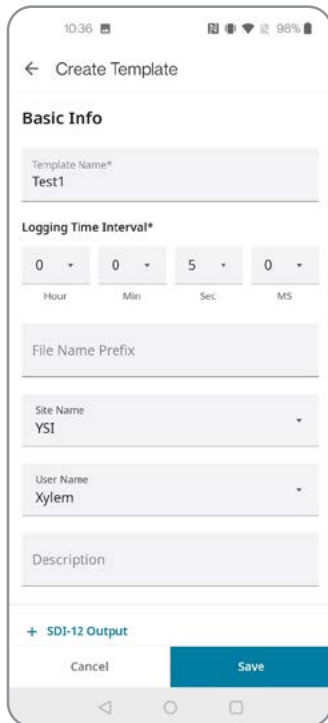 10:36 98%
Create Template
Basic Info
Template Name*
Test1
Logging Time Interval*
0 0 5 0
Hour Min Sec MS
File Name Prefix
Site Name
YSI
User Name
Xylem
Description
+ SDI-12 Output
Cancel Save